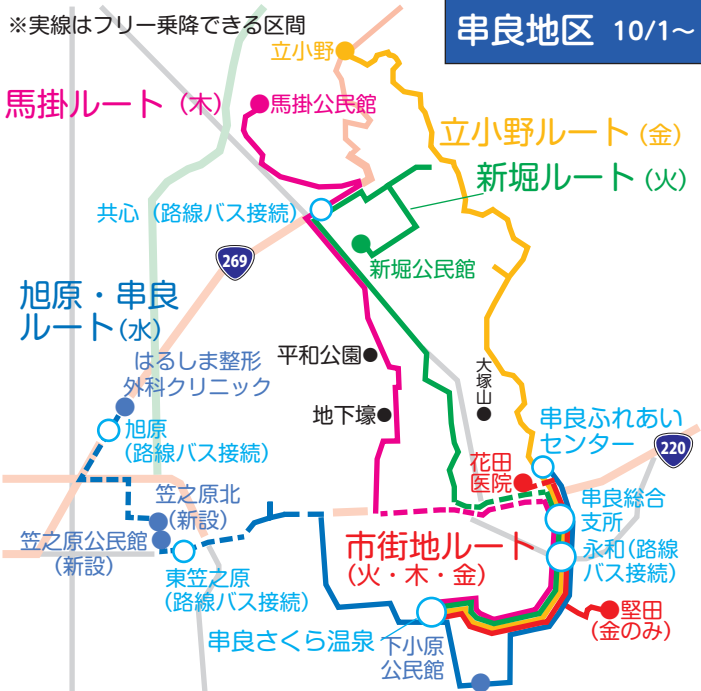 ※実線はフリー乗降できる区間
串良地区 10/1~
立小野
馬掛ルート(木)
馬掛公民館
立小野ルート(金)
新堀ルート(火)
共心(路線バス接続)
新堀公民館
269
旭原・串良
ルート(水)
はるしま整形
外科クリニック
平和公園
大塚山
地下壕
旭原
(路線バス接続)
串良ふれあい
センター
220
花田
医院
笠之原北
(新設)
串良総合
支所
笠之原公民館
(新設)
市街地ルート
(火・木・金)
永和(路線
バス接続)
東笠之原
(路線バス接続)
堅田
(金のみ)
串良さくら温泉
下小原
公民館